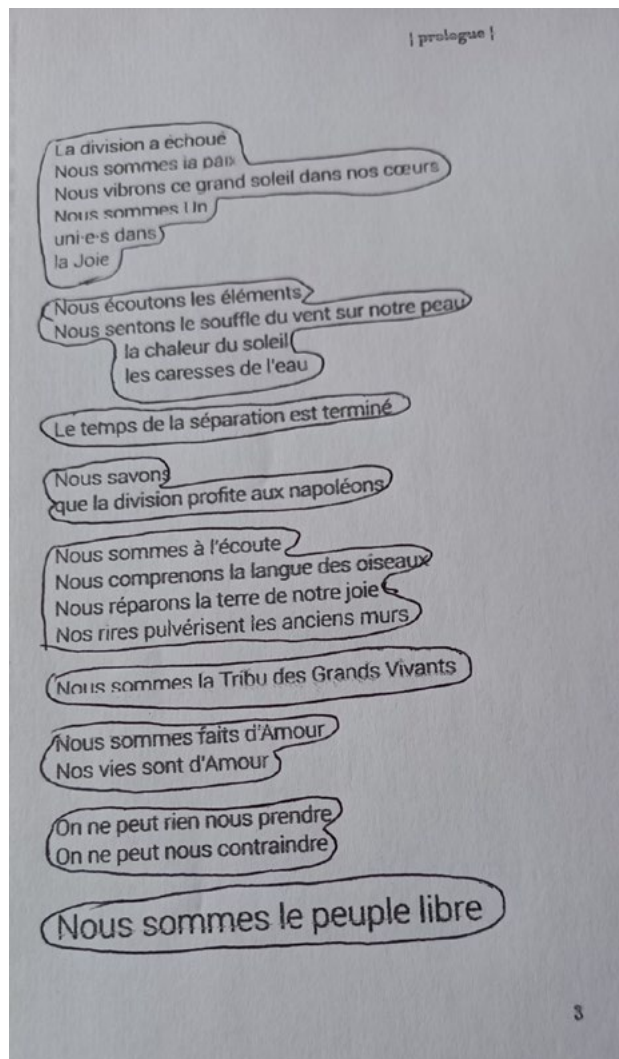 | prologue |
La division a échoué
Nous sommes la paix
Nous vibrons ce grand soleil dans nos cœurs
Nous sommes Un
uni·e·s dans
la Joie
Nous écoutons les éléments
Nous sentons le souffle du vent sur notre peau
la chaleur du soleil
les caresses de l'eau
Le temps de la séparation est terminé
Nous savons
que la division profite aux napoléons
Nous sommes à l'écoute
Nous comprenons la langue des oiseaux
Nous réparons la terre de notre joie
Nos rires pulvérisent les anciens murs
Nous sommes la Tribu des Grands Vivants
Nous sommes faits d'Amour
Nos vies sont d'Amour
On ne peut rien nous prendre
On ne peut nous contraindre
Nous sommes le peuple libre
3